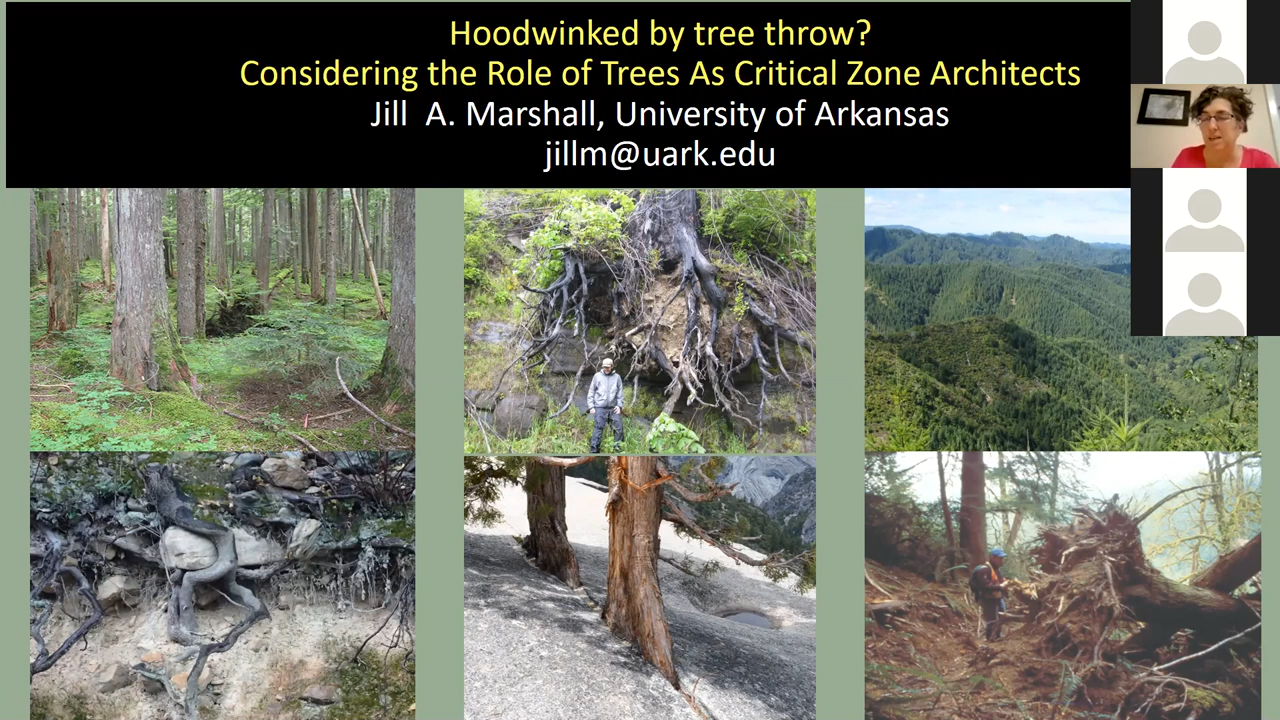 Hoodwinked by tree throw?
Considering the Role of Trees As Critical Zone Architects
Jill A. Marshall, University of Arkansas
jillm@uark.edu